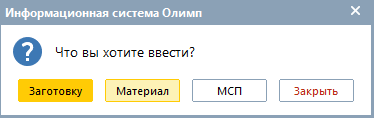 Информационная система Олимп
Что вы хотите ввести?
Заготовку Материал МСП Закрыть